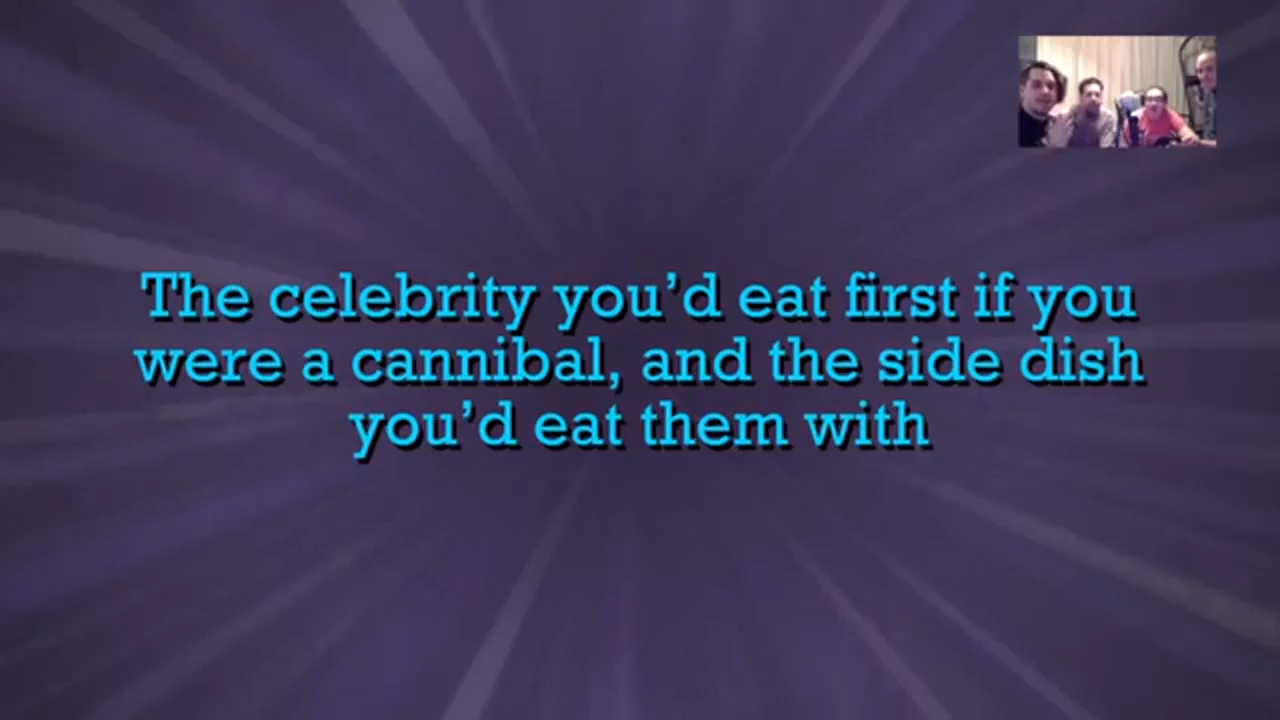 The celebrity you’d eat first if you
were a cannibal, and the side dish
you’d eat them with